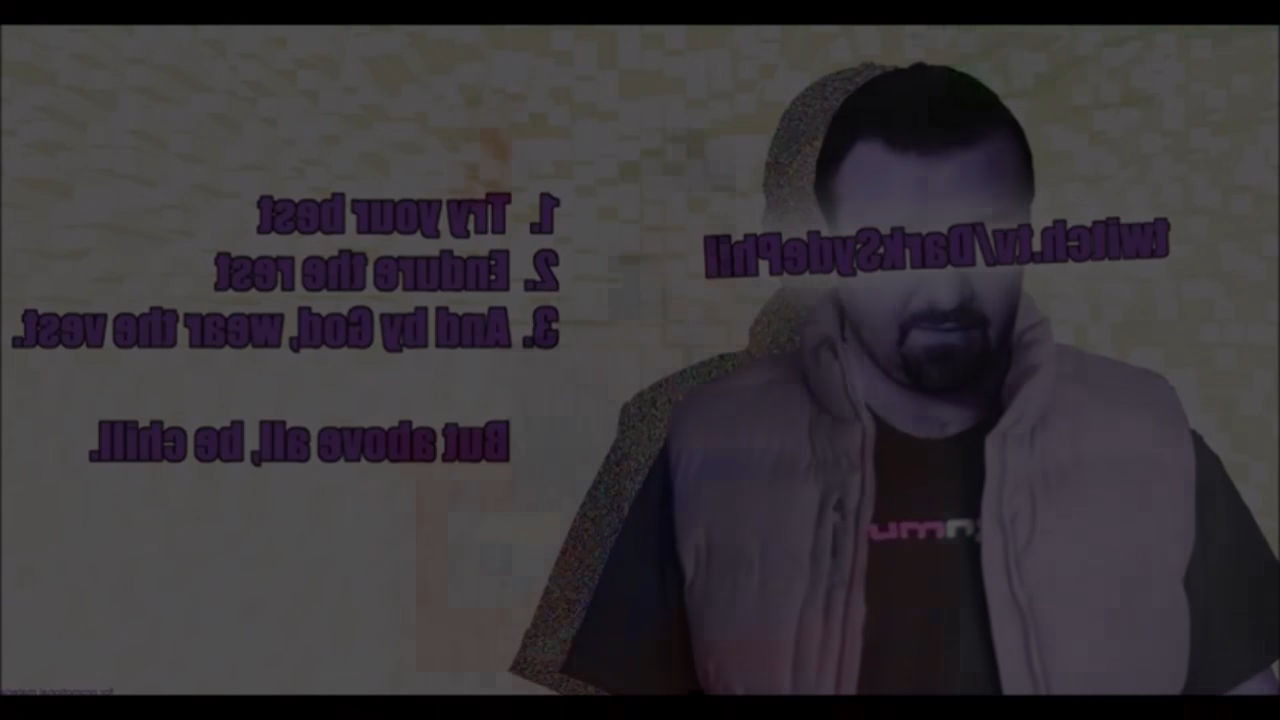 1. Try your best
2. Endure the rest
3. And by God, wear the vest.
But above all, be chill.
twitch.tv/DarkSydePhil